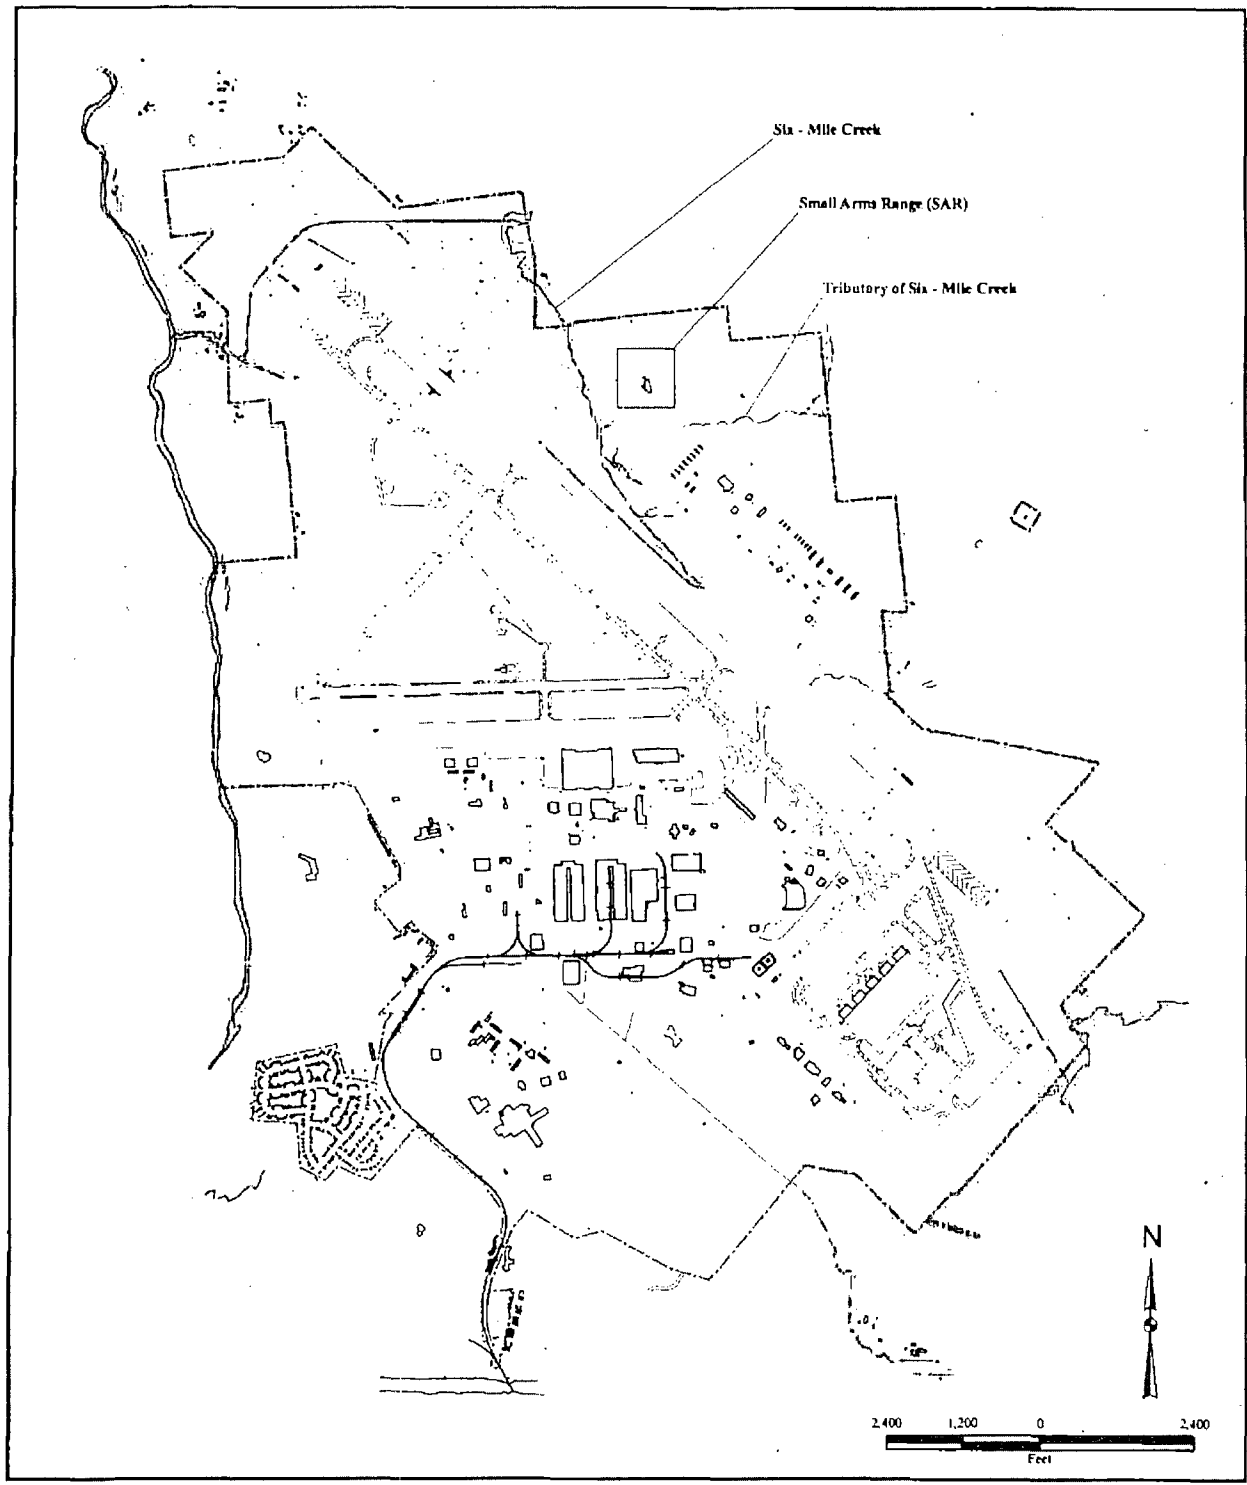 Six - Mile Creek
Small Arms Range (SAR)
Tributary of Six - Mile Creek
N
2,400 1,200 0 2,400
Feet